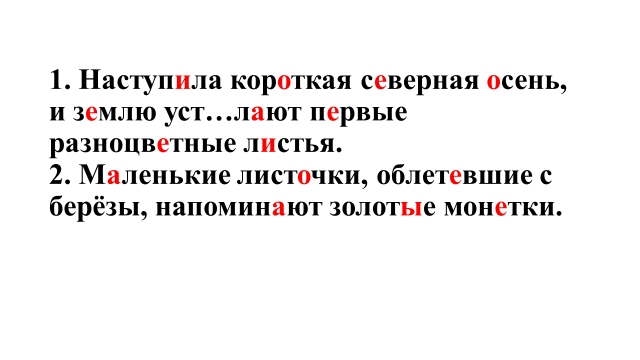 1. Наступила короткая северная осень,
и землю уст…лают первые
разноцветные листья.
2. Маленькие листочки, облетевшие с
берёзы, напоминают золотые монетки.